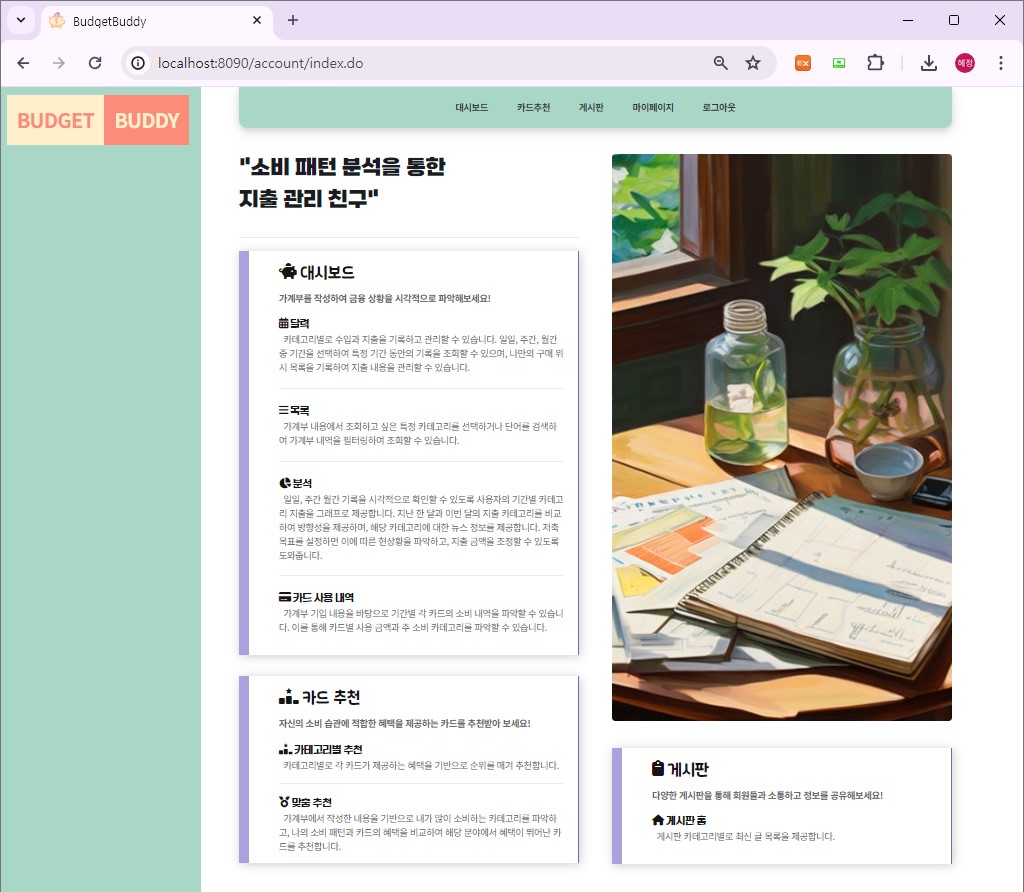 BudgetBuddy
localhost:8090/account/index.do
혜정
BUDGET BUDDY
대시보드 카드추천 게시판 마이페이지 로그아웃
"소비 패턴 분석을 통한
지출 관리 친구"
대시보드
가계부를 작성하여 금융 상황을 시각적으로 파악해보세요!
달력
카테고리별로 수입과 지출을 기록하고 관리할 수 있습니다. 일일, 주간, 월간
중 기간을 선택하여 특정 기간 동안의 기록을 조회할 수 있으며, 나만의 구매 위
시 목록을 기록하여 지출 내용을 관리할 수 있습니다.
목록
가계부 내용에서 조회하고 싶은 특정 카테고리를 선택하거나 단어를 검색하
여 가계부 내역을 필터링하여 조회할 수 있습니다.
분석
일일, 주간 월간 기록을 시각적으로 확인할 수 있도록 사용자의 기간별 카테고
리 지출을 그래프로 제공합니다. 지난 한 달과 이번 달의 지출 카테고리를 비교
하여 방향성을 제공하며, 해당 카테고리에 대한 뉴스 정보를 제공합니다. 저축
목표를 설정하면 이에 따른 현상황을 파악하고, 지출 금액을 조정할 수 있도록
도와줍니다.
카드 사용 내역
가계부 기입 내용을 바탕으로 기간별 각 카드의 소비 내역을 파악할 수 있습니
다. 이를 통해 카드별 사용 금액과 주 소비 카테고리를 파악할 수 있습니다.
카드 추천
자신의 소비 습관에 적합한 혜택을 제공하는 카드를 추천받아 보세요!
카테고리별 추천
카테고리별로 각 카드가 제공하는 혜택을 기반으로 순위를 매겨 추천합니다.
맞춤 추천
가계부에서 작성한 내용을 기반으로 내가 많이 소비하는 카테고리를 파악하
고, 나의 소비 패턴과 카드의 혜택을 비교하여 해당 분야에서 혜택이 뛰어난 카
드를 추천합니다.
게시판
다양한 게시판을 통해 회원들과 소통하고 정보를 공유해보세요!
게시판 홈
게시판 카테고리별로 최신 글 목록을 제공합니다.